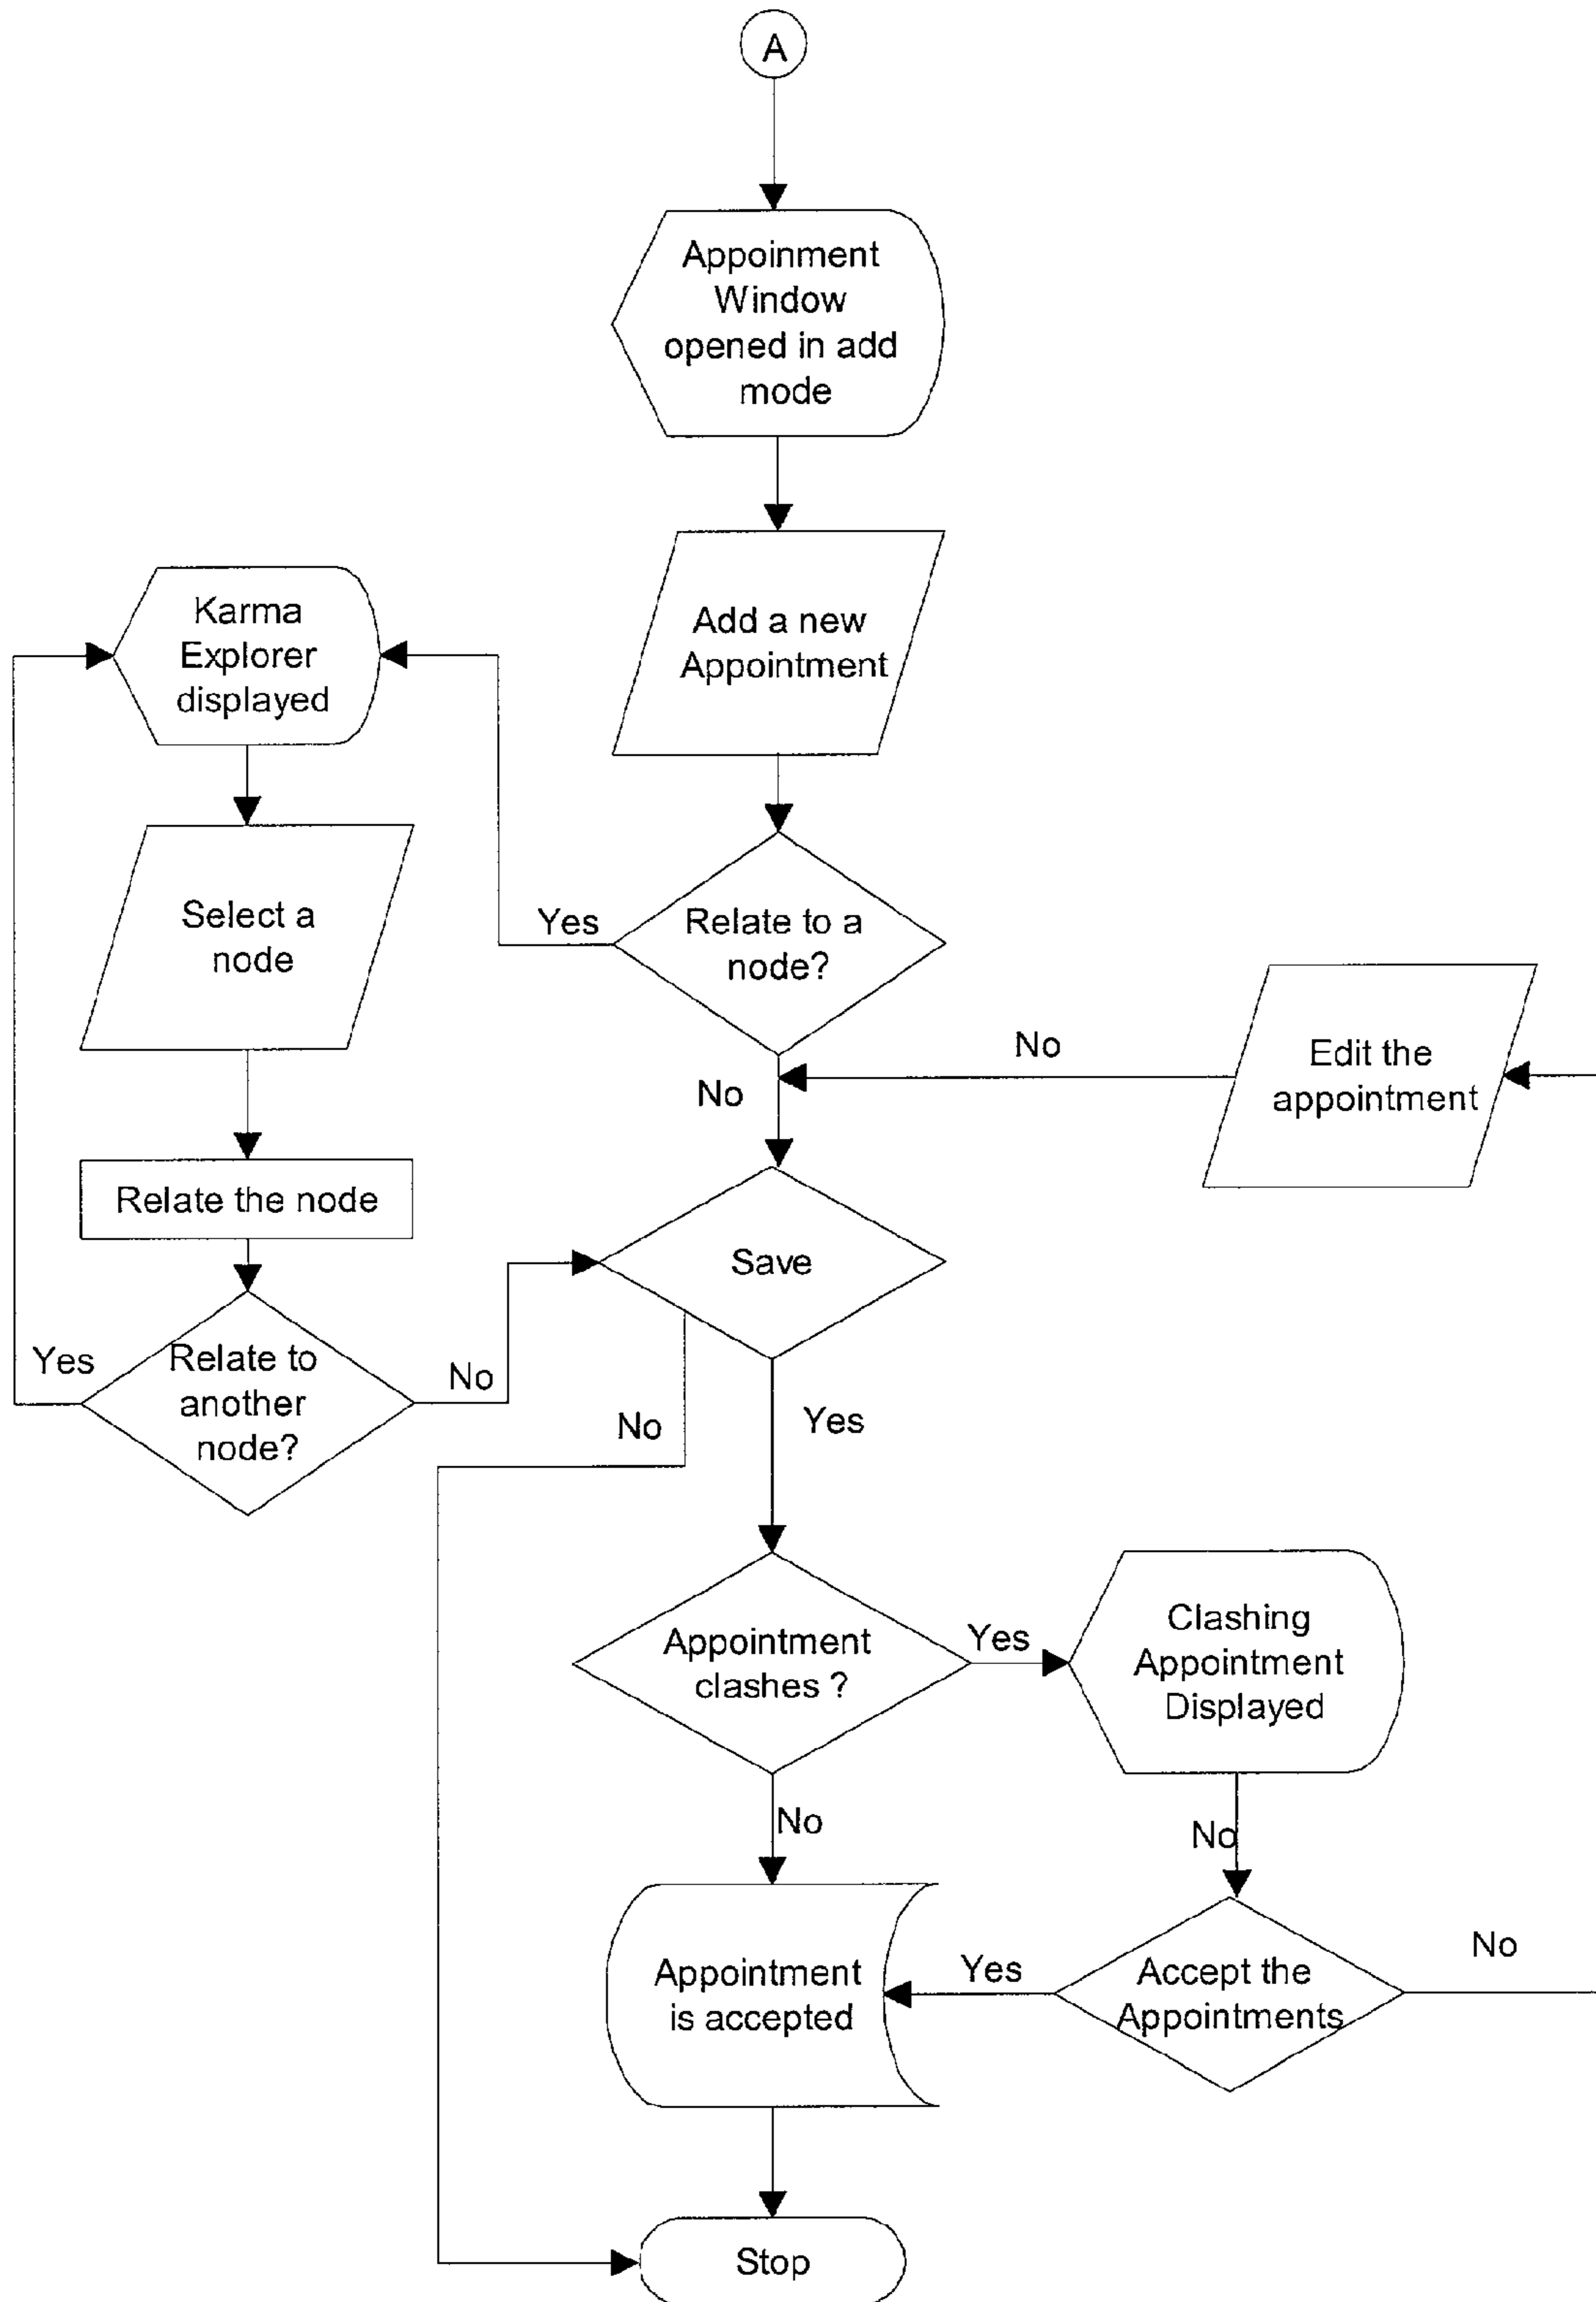 A
Appoinment
Window
opened in add
mode
Add a new
Appointment
Karma
Explorer
displayed
Select a
node
Yes
Relate to a
node?
No
Edit the
appointment
No
Relate the node
Save
Yes
Relate to
another
node?
No
No
Yes
Appointment
clashes ?
Yes
Clashing
Appointment
Displayed
No
No
Appointment
is accepted
Yes
Accept the
Appointments
No
Stop